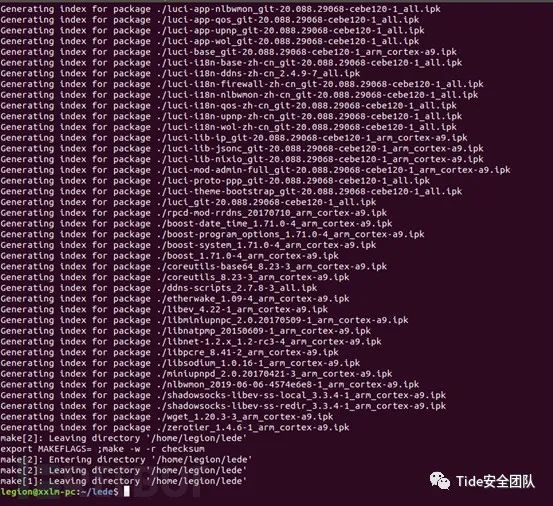 Generating index for package ./luci-app-nlbwmon_git-20.088.29068-cebe120-1_all.ipk
Generating index for package ./luci-app-qos_git-20.088.29068-cebe120-1_all.ipk
Generating index for package ./luci-app-upnp_git-20.088.29068-cebe120-1_all.ipk
Generating index for package ./luci-app-wol_git-20.088.29068-cebe120-1_all.ipk
Generating index for package ./luci-base_git-20.088.29068-cebe120-1_arm_cortex-a9.ipk
Generating index for package ./luci-i18n-base-zh-cn_git-20.088.29068-cebe120-1_all.ipk
Generating index for package ./luci-i18n-ddns-zh-cn_2.4.9-7_all.ipk
Generating index for package ./luci-i18n-firewall-zh-cn_git-20.088.29068-cebe120-1_all.ipk
Generating index for package ./luci-i18n-nlbwmon-zh-cn_git-20.088.29068-cebe120-1_all.ipk
Generating index for package ./luci-i18n-qos-zh-cn_git-20.088.29068-cebe120-1_all.ipk
Generating index for package ./luci-i18n-upnp-zh-cn_git-20.088.29068-cebe120-1_all.ipk
Generating index for package ./luci-i18n-wol-zh-cn_git-20.088.29068-cebe120-1_all.ipk
Generating index for package ./luci-lib-ip_git-20.088.29068-cebe120-1_arm_cortex-a9.ipk
Generating index for package ./luci-lib-jsonc_git-20.088.29068-cebe120-1_arm_cortex-a9.ipk
Generating index for package ./luci-lib-nixio_git-20.088.29068-cebe120-1_arm_cortex-a9.ipk
Generating index for package ./luci-mod-admin-full_git-20.088.29068-cebe120-1_arm_cortex-a9.ipk
Generating index for package ./luci-proto-ppp_git-20.088.29068-cebe120-1_all.ipk
Generating index for package ./luci-theme-bootstrap_git-20.088.29068-cebe120-1_all.ipk
Generating index for package ./luci_git-20.088.29068-cebe120-1_all.ipk
Generating index for package ./rpcd-mod-rrdns_20170710_arm_cortex-a9.ipk
Generating index for package ./boost-date_time_1.71.0-4_arm_cortex-a9.ipk
Generating index for package ./boost-program_options_1.71.0-4_arm_cortex-a9.ipk
Generating index for package ./boost-system_1.71.0-4_arm_cortex-a9.ipk
Generating index for package ./boost_1.71.0-4_arm_cortex-a9.ipk
Generating index for package ./coreutils-base64_8.23-3_arm_cortex-a9.ipk
Generating index for package ./coreutils_8.23-3_arm_cortex-a9.ipk
Generating index for package ./ddns-scripts_2.7.8-3_all.ipk
Generating index for package ./etherwake_1.09-4_arm_cortex-a9.ipk
Generating index for package ./libev_4.22-1_arm_cortex-a9.ipk
Generating index for package ./libminiupnpc_2.0.20170509-1_arm_cortex-a9.ipk
Generating index for package ./libnatpmp_20150609-1_arm_cortex-a9.ipk
Generating index for package ./libnet-1.2.x_1.2-rc3-4_arm_cortex-a9.ipk
Generating index for package ./libpcre_8.41-2_arm_cortex-a9.ipk
Generating index for package ./libsodium_1.0.16-1_arm_cortex-a9.ipk
Generating index for package ./miniupnpd_2.0.20170421-3_arm_cortex-a9.ipk
Generating index for package ./nlbwmon_2019-06-06-4574e6e8-1_arm_cortex-a9.ipk
Generating index for package ./shadowsocks-libev-ss-local_3.3.4-1_arm_cortex-a9.ipk
Generating index for package ./shadowsocks-libev-ss-redir_3.3.4-1_arm_cortex-a9.ipk
Generating index for package ./wget_1.20.3-3_arm_cortex-a9.ipk
Generating index for package ./zerotier_1.4.6-1_arm_cortex-a9.ipk
make[2]: Leaving directory '/home/legion/lede'
export MAKEFLAGS= ;make -w -r checksum
make[2]: Entering directory '/home/legion/lede'
make[2]: Leaving directory '/home/legion/lede'
make[1]: Leaving directory '/home/legion/lede'
legion@xxlm-pc:~/lede$
Tide安全团队